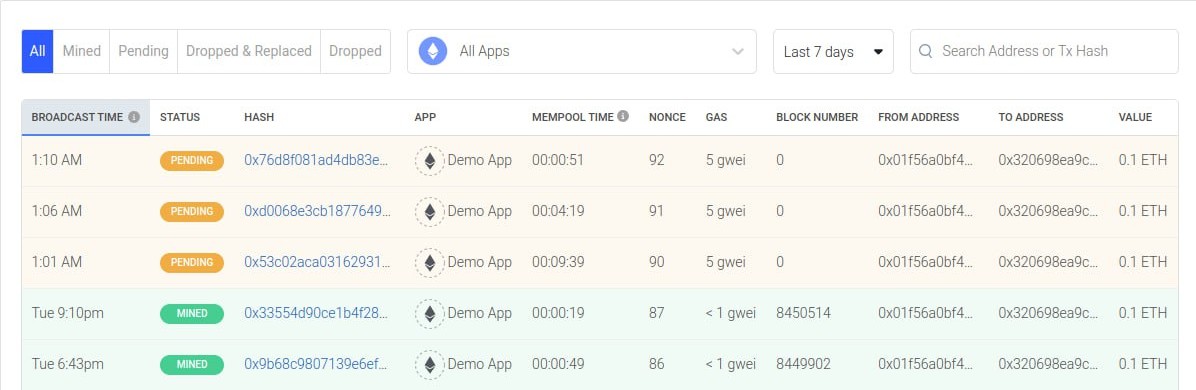 All Mined Pending Dropped & Replaced Dropped All Apps Last 7 days Search Address or Tx Hash
BROADCAST TIME STATUS HASH APP MEMPOOL TIME NONCE GAS BLOCK NUMBER FROM ADDRESS TO ADDRESS VALUE
1:10 AM PENDING 0x76d8f081ad4db83e... Demo App 00:00:51 92 5 gwei 0 0x01f56a0bf4... 0x320698ea9c... 0.1 ETH
1:06 AM PENDING 0xd0068e3cb1877649... Demo App 00:04:19 91 5 gwei 0 0x01f56a0bf4... 0x320698ea9c... 0.1 ETH
1:01 AM PENDING 0x53c02aca03162931... Demo App 00:09:39 90 5 gwei 0 0x01f56a0bf4... 0x320698ea9c... 0.1 ETH
Tue 9:10pm MINED 0x33554d90ce1b4f28... Demo App 00:00:19 87 < 1 gwei 8450514 0x01f56a0bf4... 0x320698ea9c... 0.1 ETH
Tue 6:43pm MINED 0x9b68c9807139e6ef... Demo App 00:00:49 86 < 1 gwei 8449902 0x01f56a0bf4... 0x320698ea9c... 0.1 ETH